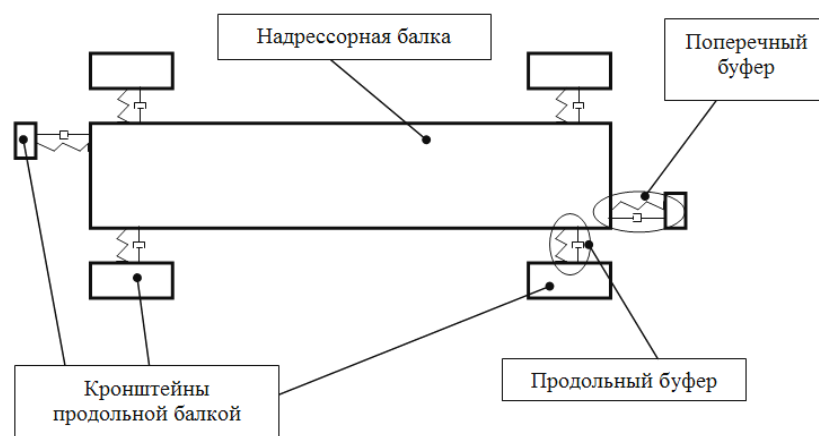 Надрессорная балка
Поперечный
буфер
Кронштейны
продольной балкой
Продольный буфер